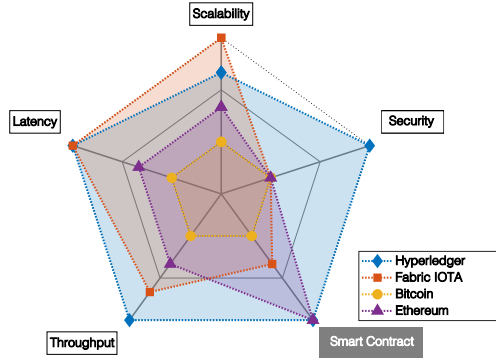 Scalability
Latency
Security
Hyperledger
Fabric IOTA
Bitcoin
Ethereum
Throughput
Smart Contract